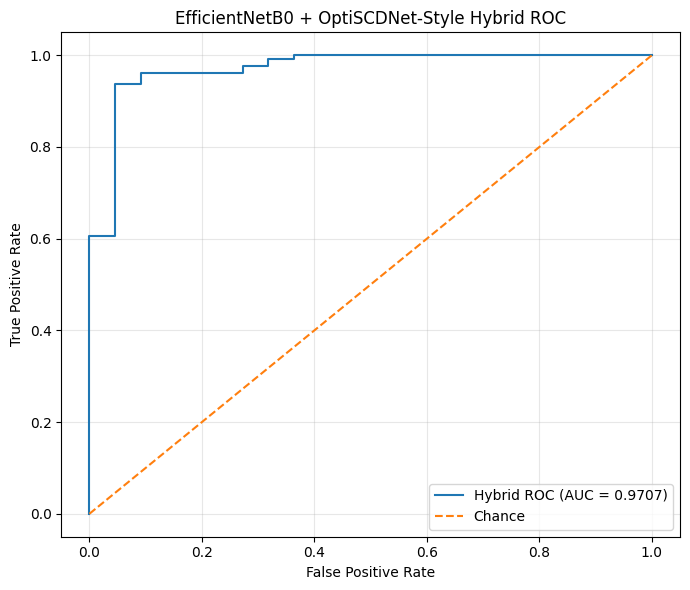 EfficientNetB0 + OptiSCDNet-Style Hybrid ROC
1.0
0.8
0.6
0.4
0.2
0.0
True Positive Rate
Hybrid ROC (AUC = 0.9707)
Chance
0.0 0.2 0.4 0.6 0.8 1.0
False Positive Rate